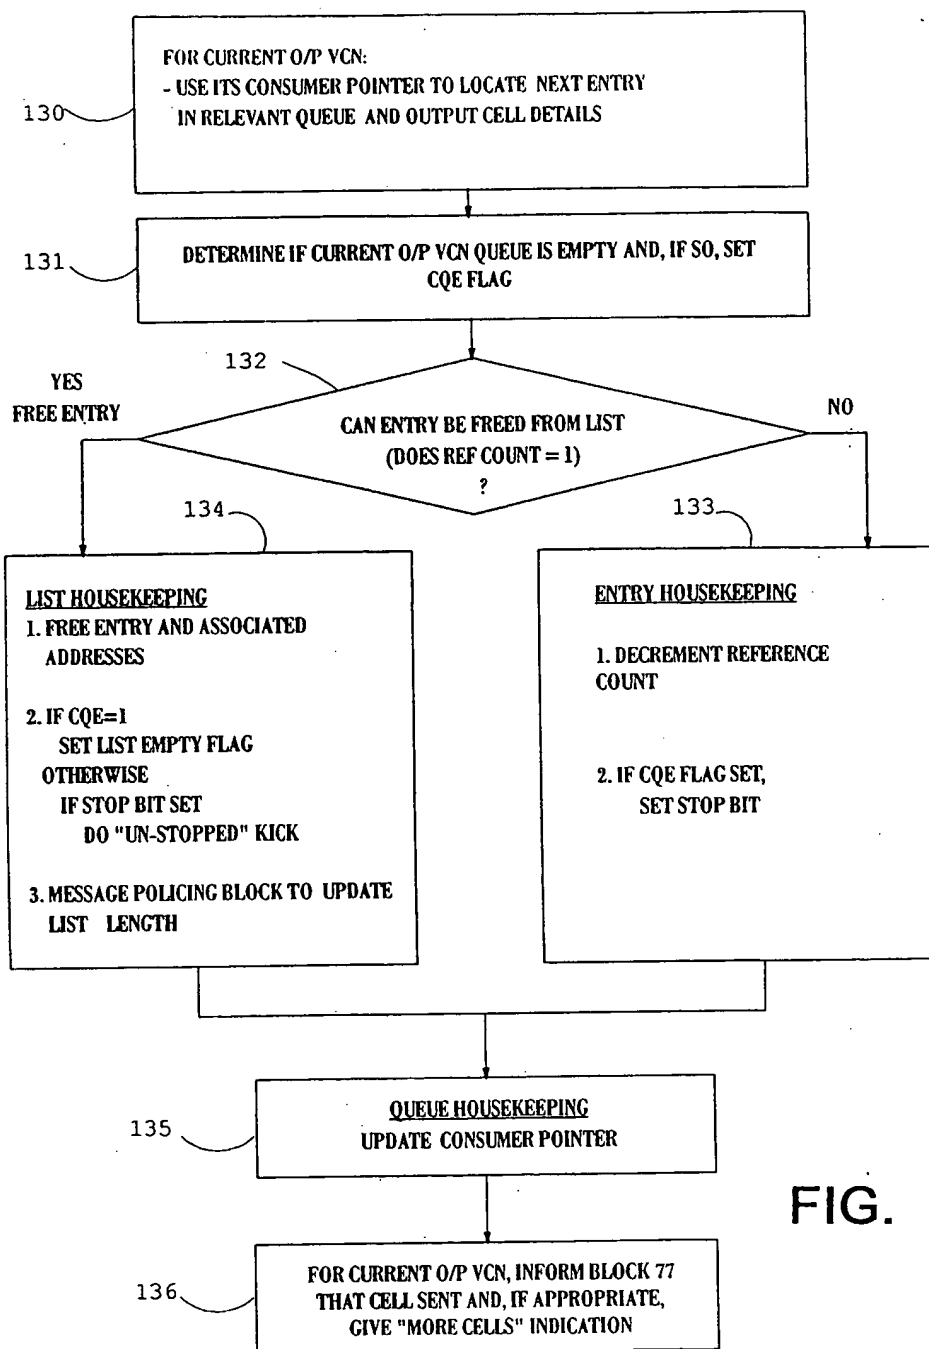 FOR CURRENT O/P VCN:
- USE ITS CONSUMER POINTER TO LOCATE NEXT ENTRY
IN RELEVANT QUEUE AND OUTPUT CELL DETAILS
130
DETERMINE IF CURRENT O/P VCN QUEUE IS EMPTY AND, IF SO, SET
CQE FLAG
131
132
YES
FREE ENTRY
NO
CAN ENTRY BE FREED FROM LIST
(DOES REF COUNT = 1)
?
134
133
LIST HOUSEKEEPING
1. FREE ENTRY AND ASSOCIATED
ADDRESSES
2. IF CQE=1
SET LIST EMPTY FLAG
OTHERWISE
IF STOP BIT SET
DO "UN-STOPPED" KICK
3. MESSAGE POLICING BLOCK TO UPDATE
LIST LENGTH
ENTRY HOUSEKEEPING
1. DECREMENT REFERENCE
COUNT
2. IF CQE FLAG SET,
SET STOP BIT
QUEUE HOUSEKEEPING
UPDATE CONSUMER POINTER
135
FIG.
FOR CURRENT O/P VCN, INFORM BLOCK 77
THAT CELL SENT AND, IF APPROPRIATE,
GIVE "MORE CELLS" INDICATION
136